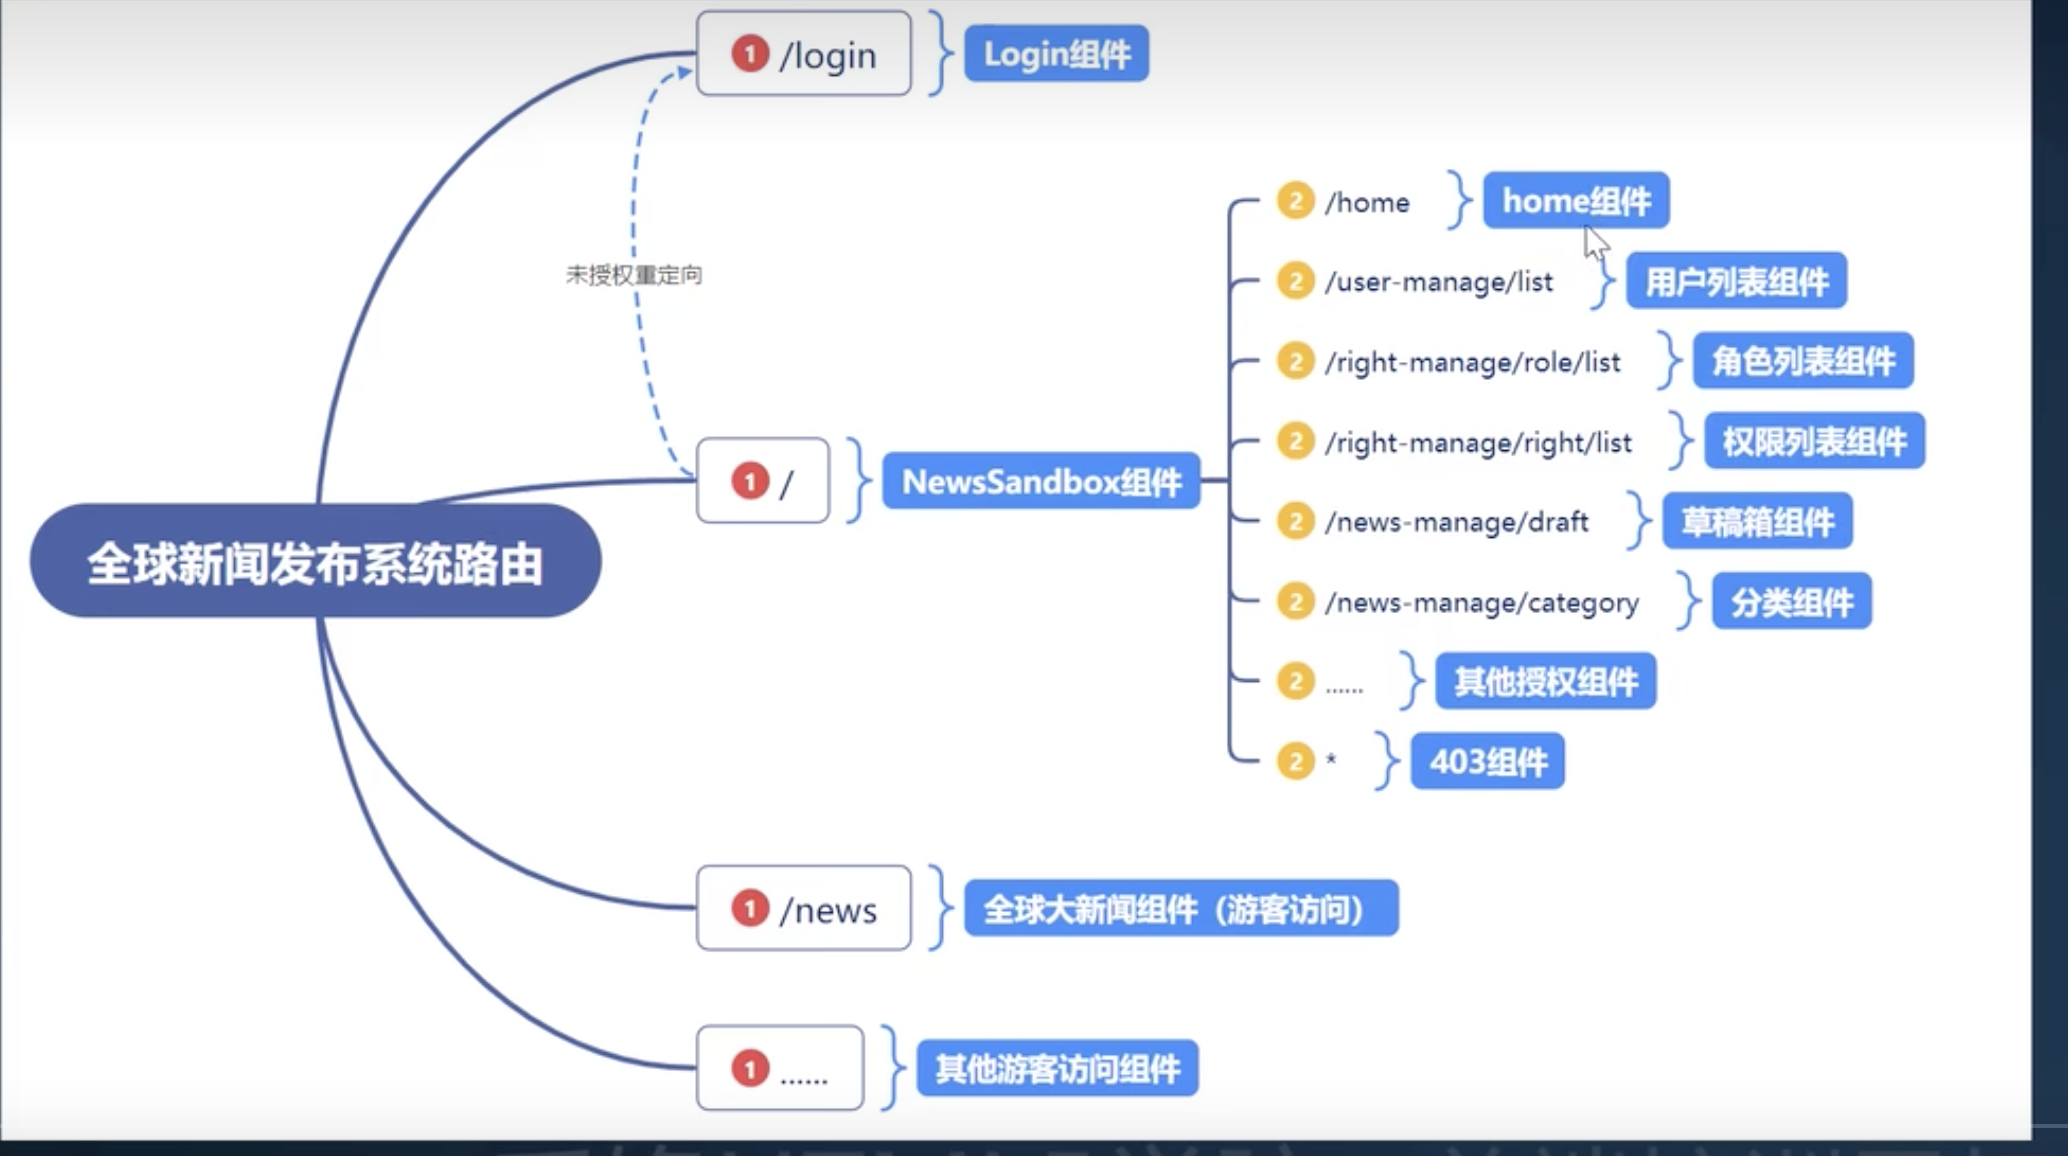 1 /login
Login组件
2 /home
home组件
未授权重定向
2 /user-manage/list
用户列表组件
2 /right-manage/role/list
角色列表组件
2 /right-manage/right/list
权限列表组件
1 /
NewsSandbox组件
2 /news-manage/draft
草稿箱组件
全球新闻发布系统路由
2 /news-manage/category
分类组件
2 ......
其他授权组件
2 *
403组件
1 /news
全球大新闻组件（游客访问）
1 ......
其他游客访问组件